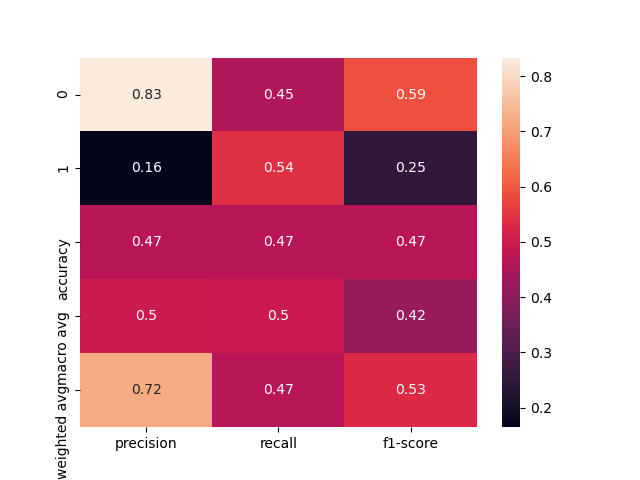 0 0.83 0.45 0.59
1 0.16 0.54 0.25
accuracy 0.47 0.47 0.47
macro avg 0.5 0.5 0.42
weighted avg 0.72 0.47 0.53
precision recall f1-score
0.8
0.7
0.6
0.5
0.4
0.3
0.2